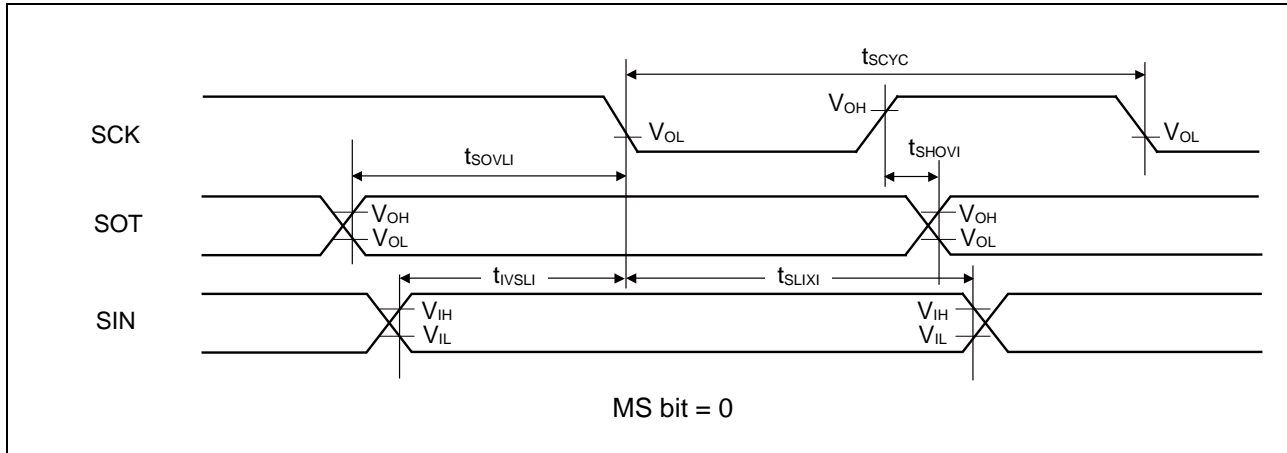 tSCYC
SCK
VOH
VOL
VOL
tSOVLI
tSHOVI
SOT
VOH
VOL
VOH
VOL
tIVSLI
tSLIXI
SIN
VIH
VIL
VIH
VIL
MS bit = 0